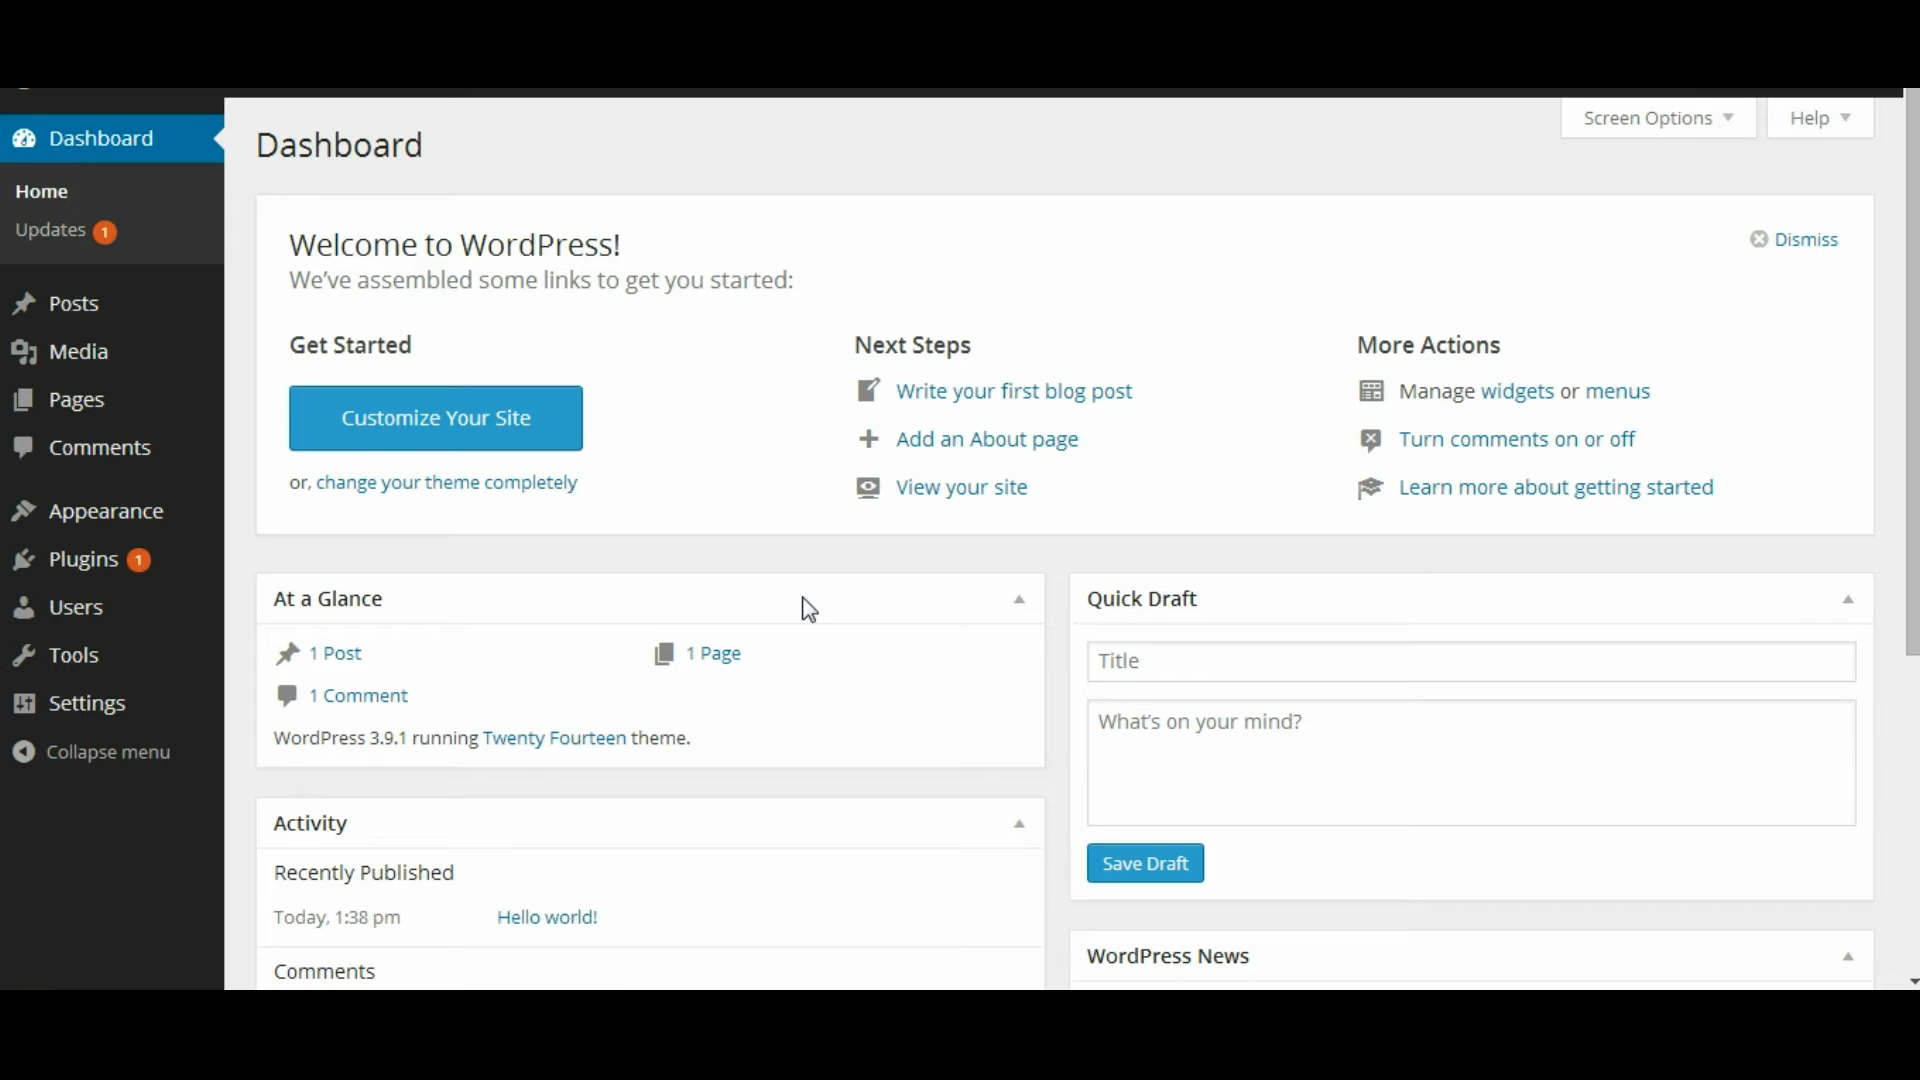 Dashboard
Home
Updates 1
Posts
Media
Pages
Comments
Appearance
Plugins 1
Users
Tools
Settings
Collapse menu
Screen Options
Help
Dashboard
Welcome to WordPress!
Dismiss
We've assembled some links to get you started:
Get Started
Customize Your Site
or, change your theme completely
Next Steps
Write your first blog post
Add an About page
View your site
More Actions
Manage widgets or menus
Turn comments on or off
Learn more about getting started
At a Glance
1 Post
1 Page
1 Comment
WordPress 3.9.1 running Twenty Fourteen theme.
Activity
Recently Published
Today, 1:38 pm Hello world!
Comments
Quick Draft
Title
What's on your mind?
Save Draft
WordPress News